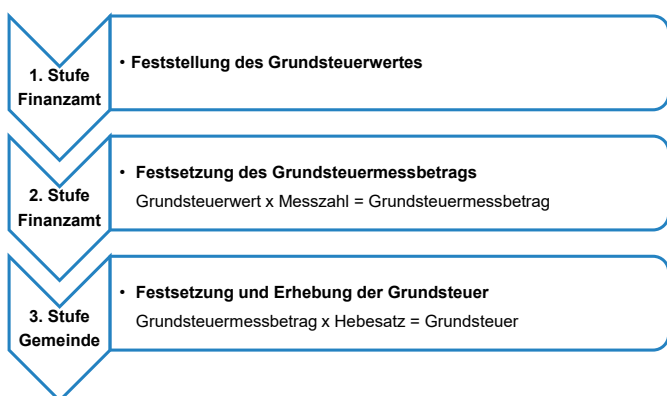 1. Stufe
Finanzamt
• Feststellung des Grundsteuerwertes
2. Stufe
Finanzamt
• Festsetzung des Grundsteuermessbetrags
Grundsteuerwert x Messzahl = Grundsteuermessbetrag
3. Stufe
Gemeinde
• Festsetzung und Erhebung der Grundsteuer
Grundsteuermessbetrag x Hebesatz = Grundsteuer